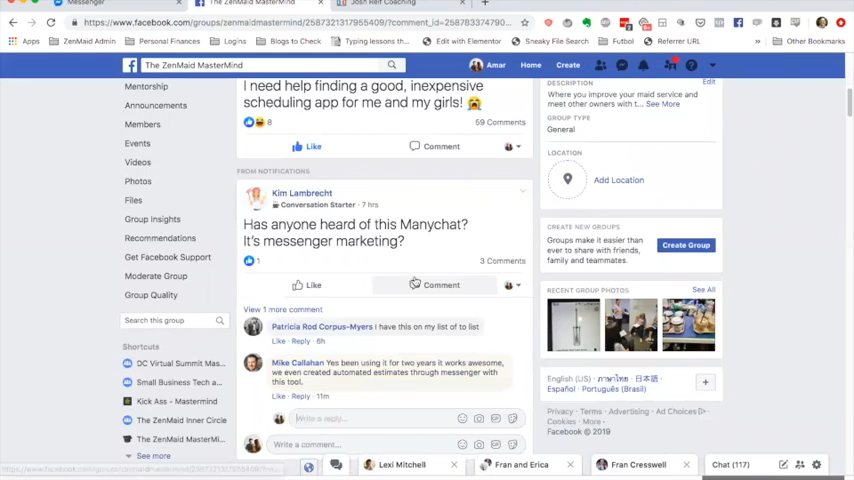 Messenger
The ZenMaid MasterMind
Josh Relf Coaching
https://www.facebook.com/groups/zenmaidmastermind/2587321317955409/?comment_id=258783374790...
Apps
ZenMaid Admin
Personal Finances
Logins
Blogs to Check
Typing lesson the...
Edit with Elementor
Sneaky File Search
Futbol
Referrer URL
Other Bookmarks
The ZenMaid MasterMind
Amar
Home
Create
Mentorship
Announcements
Members
Events
Videos
Photos
Files
Group Insights
Recommendations
Get Facebook Support
Moderate Group
Group Quality
Search this group
Shortcuts
DC Virtual Summit Mas...
Small Business Tech a...
Kick Ass - Mastermind
The ZenMaid Inner Circle
The ZenMaid MasterMi...
See more
I need help finding a good, inexpensive
scheduling app for me and my girls!
8
59 Comments
Like
Comment
FROM NOTIFICATIONS
Kim Lambrecht
Conversation Starter · 7 hrs
Has anyone heard of this Manychat?
It's messenger marketing?
1
3 Comments
Like
Comment
View 1 more comment
Patricia Rod Corpus-Myers I have this on my list of to list
Like · Reply · 6h
Mike Callahan Yes been using it for two years it works awesome,
we even created automated estimates through messenger with
this tool.
Like · Reply · 11m
Write a reply...
Write a comment...
DESCRIPTION
Edit
Where you improve your maid service and
meet other owners with t... See More
GROUP TYPE
General
LOCATION
Add Location
CREATE NEW GROUPS
Groups make it easier than
ever to share with friends,
family and teammates.
Create Group
RECENT GROUP PHOTOS
See All
English (US) · ภาษาไทย · 日本語 ·
Español · Português (Brasil)
Privacy · Terms · Advertising · Ad Choices
Cookies · More
Facebook © 2019
Lexi Mitchell
Fran and Erica
Fran Cresswell
Chat (117)